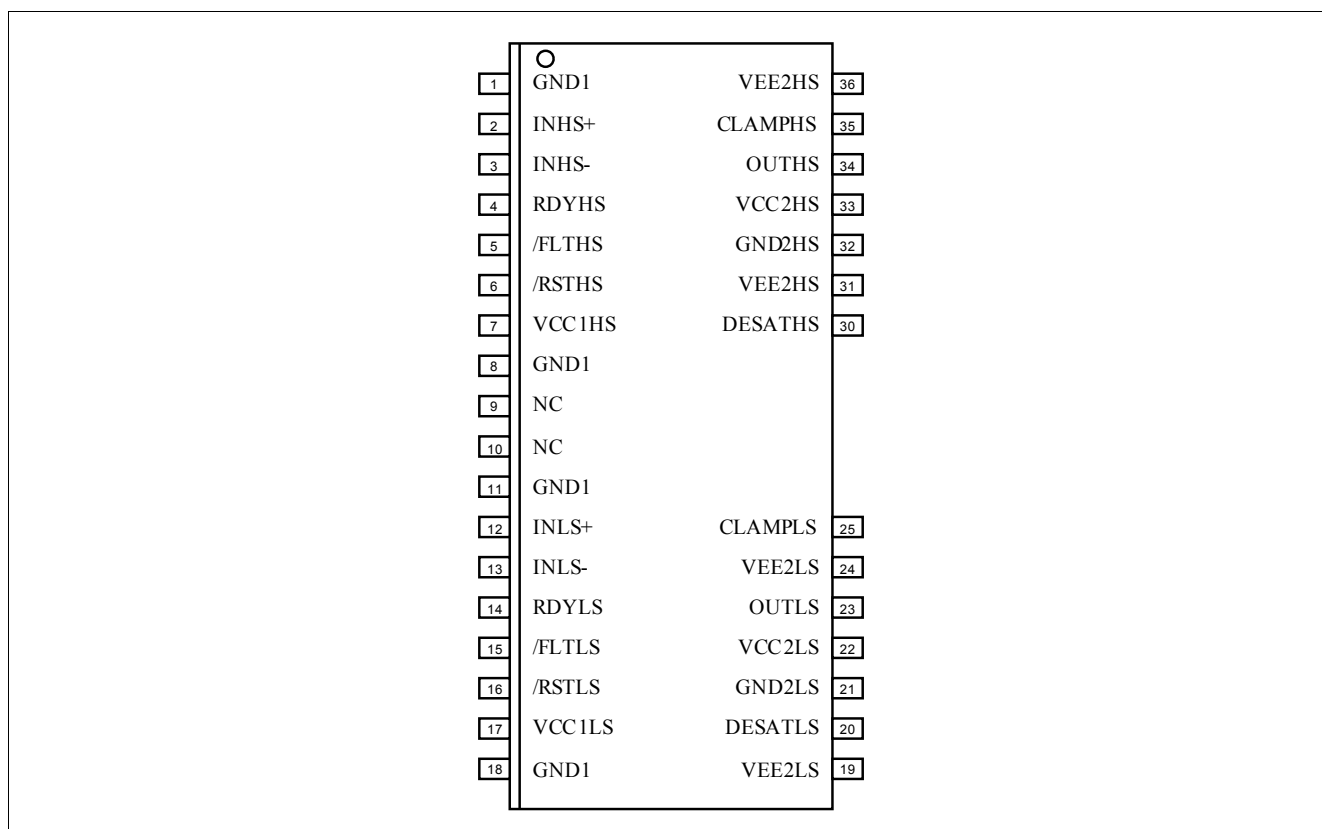 1 GND1 VEE2HS 36
2 INHS+ CLAMPHS 35
3 INHS- OUTHS 34
4 RDYHS VCC2HS 33
5 /FLTHS GND2HS 32
6 /RSTHS VEE2HS 31
7 VCC1HS DESATHS 30
8 GND1
9 NC
10 NC
11 GND1
12 INLS+ CLAMPLS 25
13 INLS- VEE2LS 24
14 RDYLS OUTLS 23
15 /FLTLS VCC2LS 22
16 /RSTLS GND2LS 21
17 VCC1LS DESATLS 20
18 GND1 VEE2LS 19